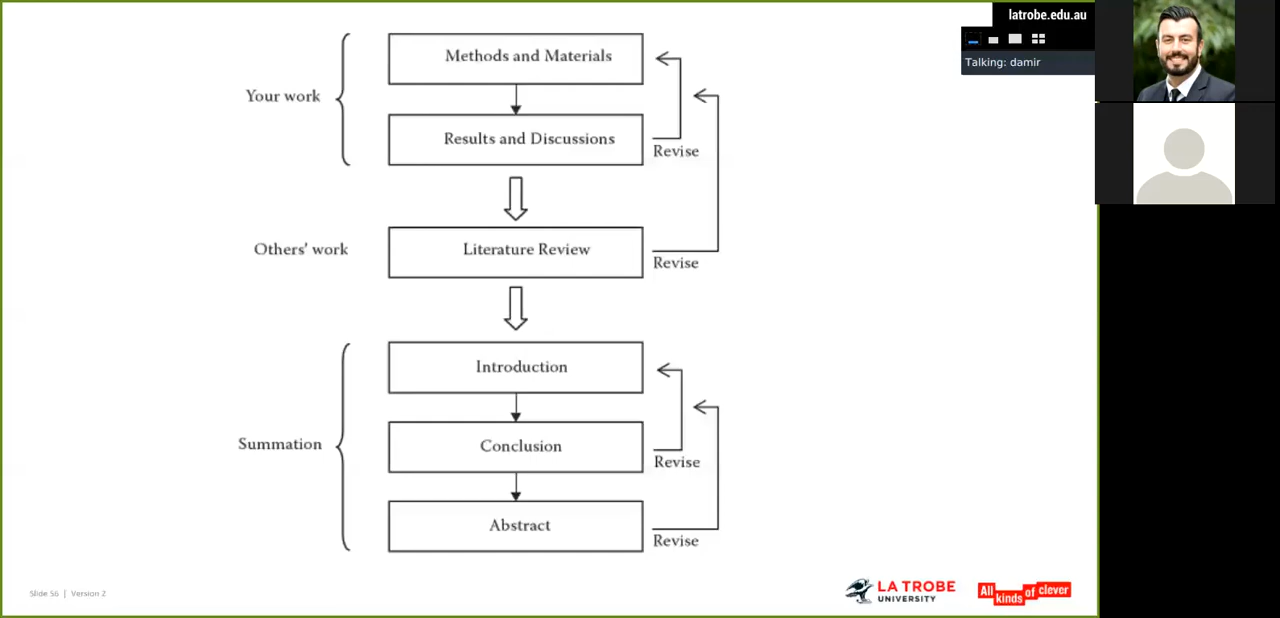 latrobe.edu.au
Talking: damir
Methods and Materials
Your work
Results and Discussions
Revise
Others' work
Literature Review
Revise
Introduction
Summation
Conclusion
Revise
Abstract
Revise
Slide 56 | Version 2
LA TROBE
UNIVERSITY
All kinds of clever